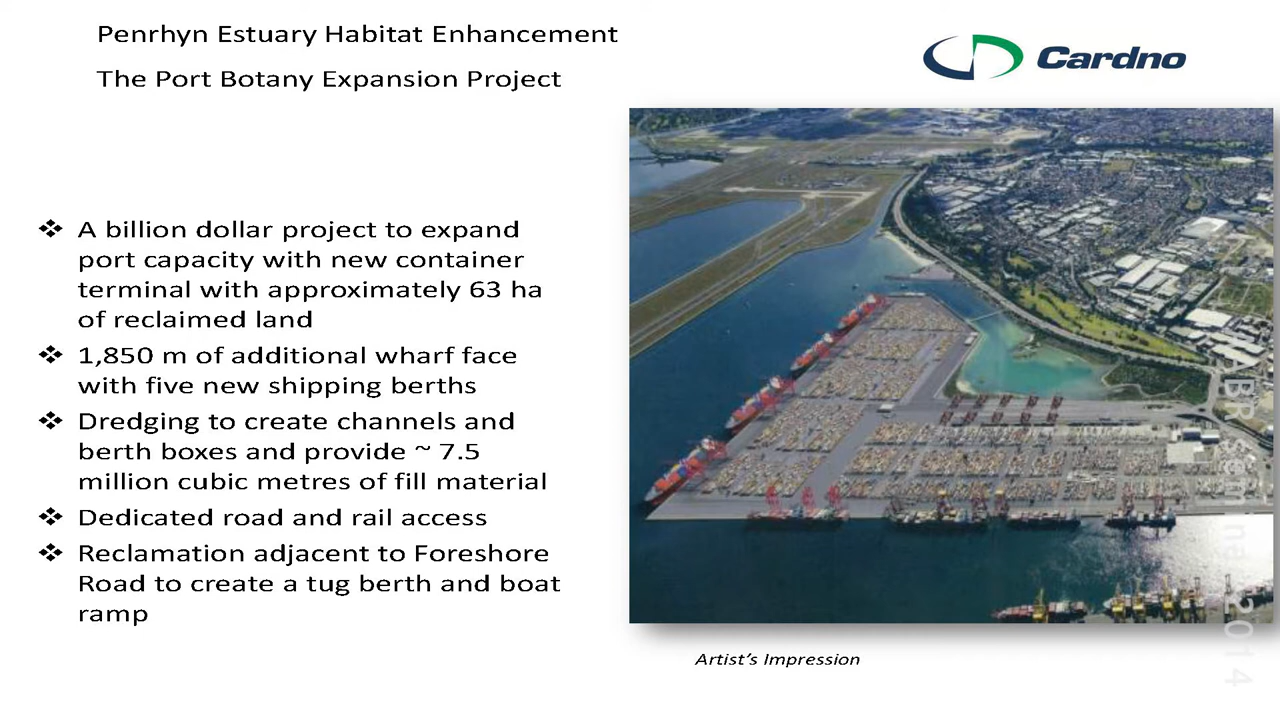 Penrhyn Estuary Habitat Enhancement
The Port Botany Expansion Project
Cardno
❖ A billion dollar project to expand
port capacity with new container
terminal with approximately 63 ha
of reclaimed land
❖ 1,850 m of additional wharf face
with five new shipping berths
❖ Dredging to create channels and
berth boxes and provide ~ 7.5
million cubic metres of fill material
❖ Dedicated road and rail access
❖ Reclamation adjacent to Foreshore
Road to create a tug berth and boat
ramp
Artist’s Impression
2014